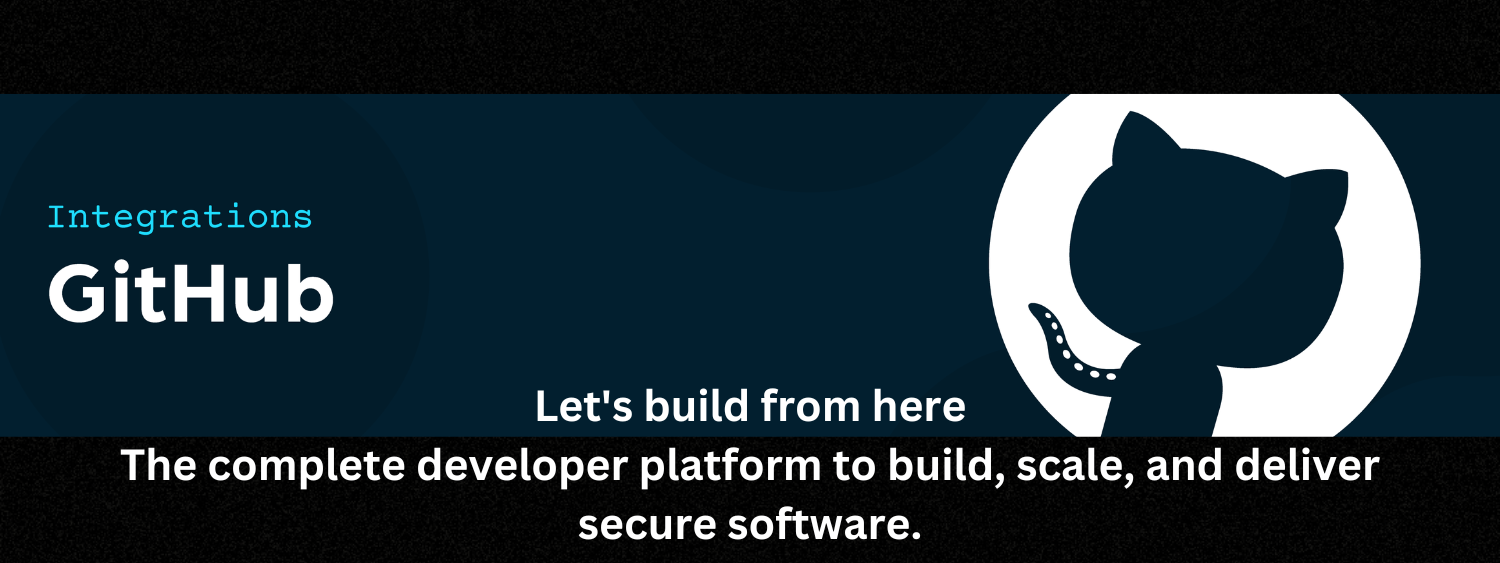 Integrations
GitHub
Let's build from here
The complete developer platform to build, scale, and deliver
secure software.